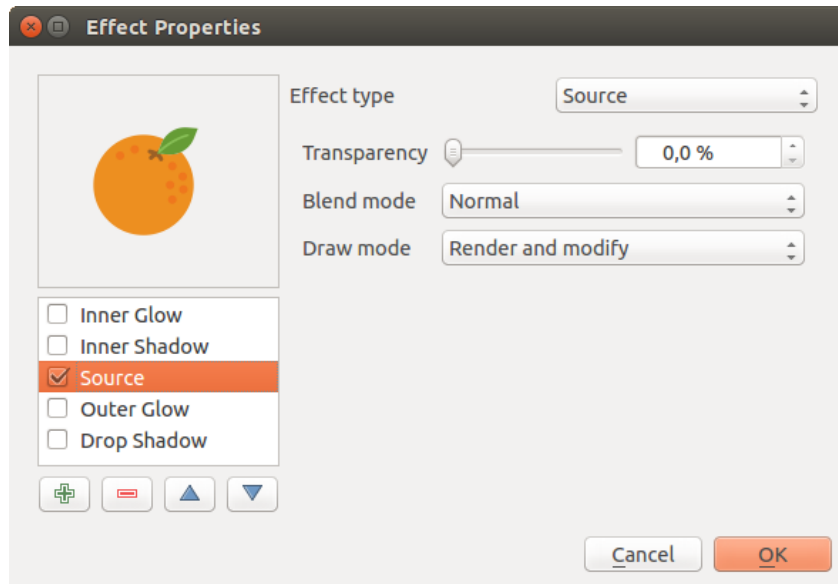 Effect Properties
Effect type
Source
Transparency
0,0 %
Blend mode
Normal
Draw mode
Render and modify
Inner Glow
Inner Shadow
Source
Outer Glow
Drop Shadow
Cancel
OK